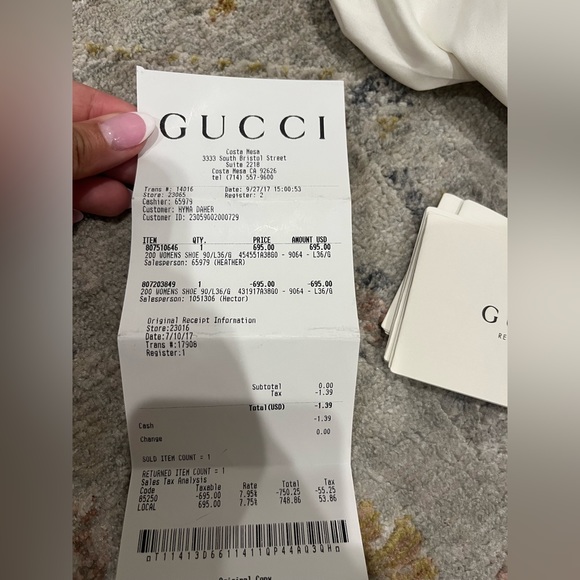 GUCCI
Costa Mesa
3333 South Bristol Street
Suite 2218
Costa Mesa CA 92626
tel (714) 557-9600
Trans #: 14016 Date: 9/27/17 15:00:53
Store: 23065 Register: 2
Cashier: 65979
Customer: HYMA DAHER
Customer ID: 23059002000729
ITEM QTY. PRICE AMOUNT USD
807510646 1 695.00 695.00
200 WOMENS SHOE 90/L36/G 454551A38G0 - 9064 - L36/G
Salesperson: 65979 (HEATHER)
807203849 1 -695.00 -695.00
200 WOMENS SHOE 90/L36/G 431917A38G0 - 9064 - L36/G
Salesperson: 1051306 (Hector)
Original Receipt Information
Store:23016
Date:7/10/17
Trans #:17908
Register:1
Subtotal 0.00
Tax -1.39
Total(USD) -1.39
Cash -1.39
Change 0.00
SOLD ITEM COUNT = 1
RETURNED ITEM COUNT = 1
Sales Tax Analysis
Code Taxable Rate Total Tax
85250 -695.00 7.95% -750.25 -55.25
LOCAL 695.00 7.75% 748.86 53.86
Original Copy
G
RE